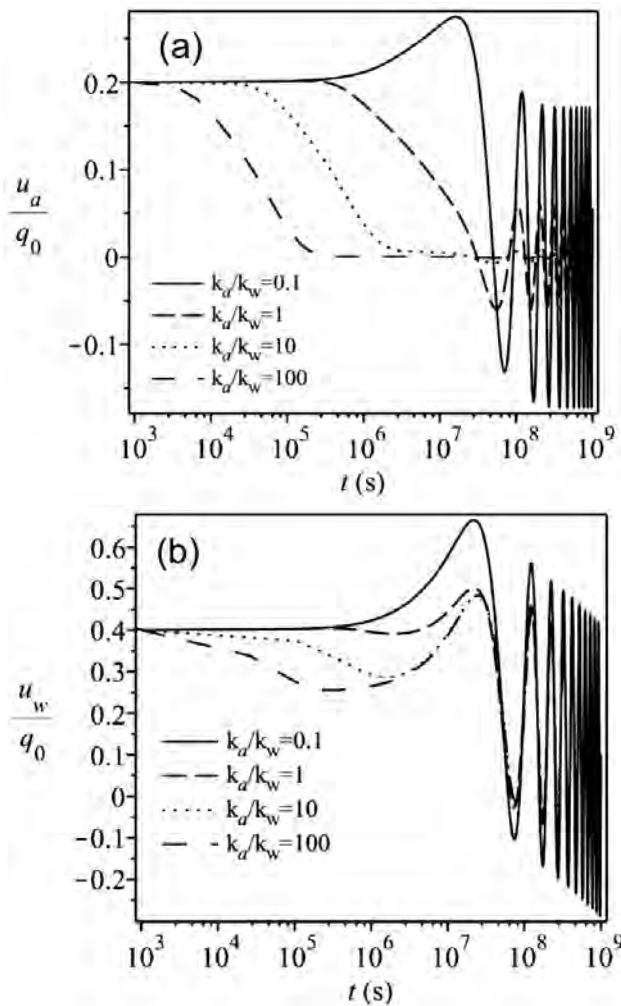 (a)
0.2
0.1
0
−0.1
u_a
q_0
k_a/k_w=0.1
k_a/k_w=1
k_a/k_w=10
k_a/k_w=100
10^3 10^4 10^5 10^6 10^7 10^8 10^9
t (s)
(b)
0.6
0.5
0.4
0.3
0.2
0.1
0
−0.1
−0.2
u_w
q_0
k_a/k_w=0.1
k_a/k_w=1
k_a/k_w=10
k_a/k_w=100
10^3 10^4 10^5 10^6 10^7 10^8 10^9
t (s)